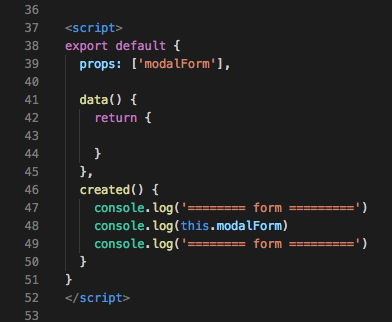 36
37 <script>
38 export default {
39 props: ['modalForm'],
40
41 data() {
42 return {
43
44 }
45 },
46 created() {
47 console.log('======== form =========')
48 console.log(this.modalForm)
49 console.log('======== form =========')
50 }
51 }
52 </script>
53